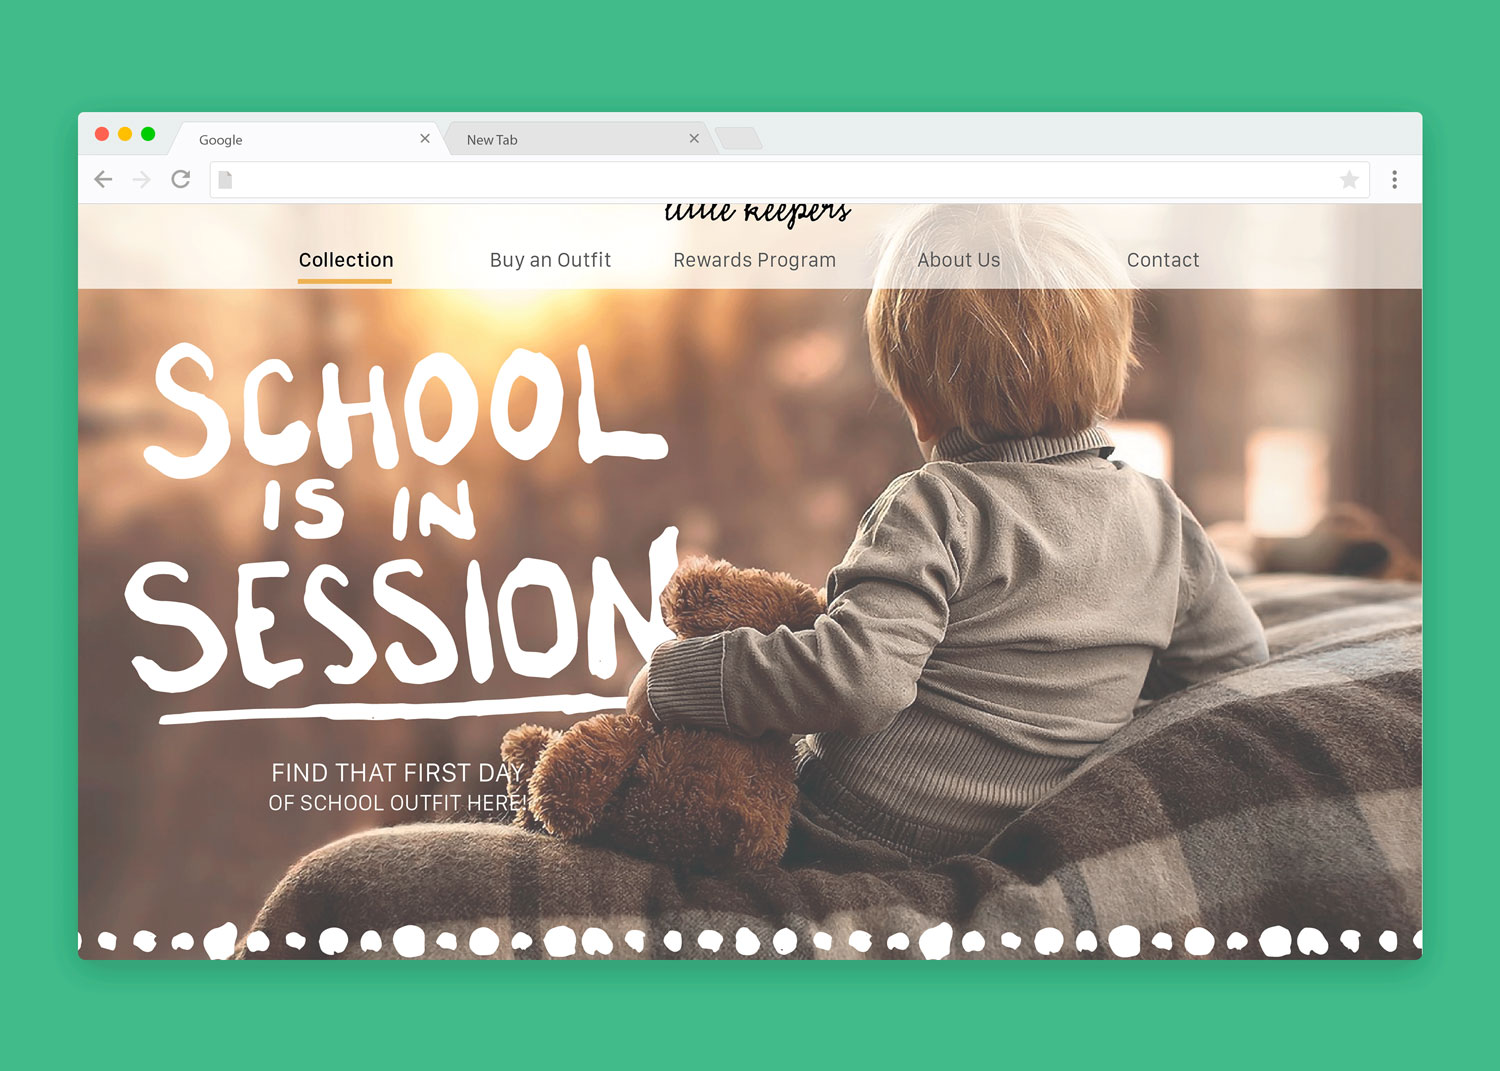 Google
New Tab
little keepers
Collection
Buy an Outfit
Rewards Program
About Us
Contact
SCHOOL
IS IN
SESSION
FIND THAT FIRST DAY
OF SCHOOL OUTFIT HERE!